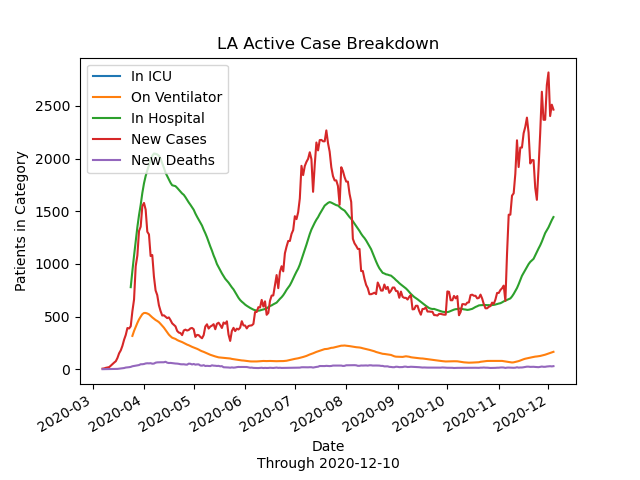 LA Active Case Breakdown
In ICU
On Ventilator
In Hospital
New Cases
New Deaths
Patients in Category
2500
2000
1500
1000
500
0
2020-03
2020-04
2020-05
2020-06
2020-07
2020-08
2020-09
2020-10
2020-11
2020-12
Date
Through 2020-12-10